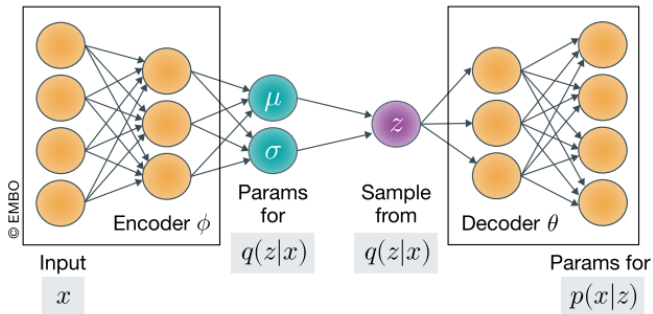 © EMBO
Encoder ϕ
μ
σ
z
Decoder θ
Input
x
Params
for
q(z|x)
Sample
from
q(z|x)
Params for
p(x|z)